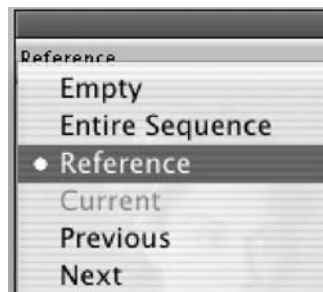 Reference
Empty
Entire Sequence
Reference
Current
Previous
Next